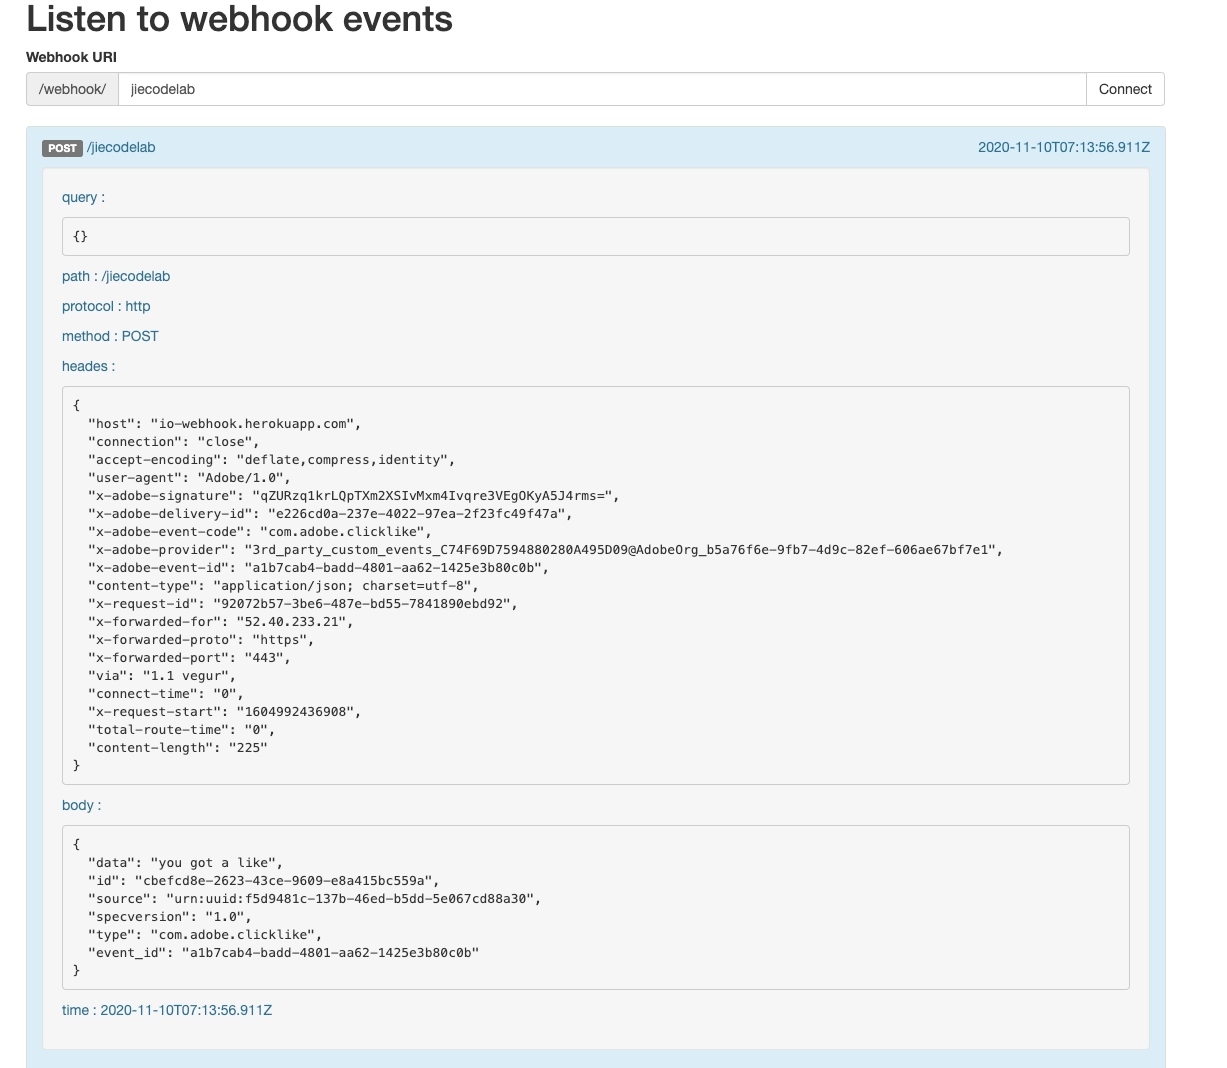 Listen to webhook events
Webhook URI
/webhook/ jiecodelab Connect
POST /jiecodelab 2020-11-10T07:13:56.911Z
query :
{}
path : /jiecodelab
protocol : http
method : POST
heades :
{
"host": "io-webhook.herokuapp.com",
"connection": "close",
"accept-encoding": "deflate,compress,identity",
"user-agent": "Adobe/1.0",
"x-adobe-signature": "qZURzq1krLQpTXm2XSIvMxm4Ivqre3VEgOKyA5J4rms=",
"x-adobe-delivery-id": "e226cd0a-237e-4022-97ea-2f23fc49f47a",
"x-adobe-event-code": "com.adobe.clicklike",
"x-adobe-provider": "3rd_party_custom_events_C74F69D7594880280A495D09@AdobeOrg_b5a76f6e-9fb7-4d9c-82ef-606ae67bf7e1",
"x-adobe-event-id": "a1b7cab4-badd-4801-aa62-1425e3b80c0b",
"content-type": "application/json; charset=utf-8",
"x-request-id": "92072b57-3be6-487e-bd55-7841890ebd92",
"x-forwarded-for": "52.40.233.21",
"x-forwarded-proto": "https",
"x-forwarded-port": "443",
"via": "1.1 vegur",
"connect-time": "0",
"x-request-start": "1604992436908",
"total-route-time": "0",
"content-length": "225"
}
body :
{
"data": "you got a like",
"id": "cbefcd8e-2623-43ce-9609-e8a415bc559a",
"source": "urn:uuid:f5d9481c-137b-46ed-b5dd-5e067cd88a30",
"specversion": "1.0",
"type": "com.adobe.clicklike",
"event_id": "a1b7cab4-badd-4801-aa62-1425e3b80c0b"
}
time : 2020-11-10T07:13:56.911Z